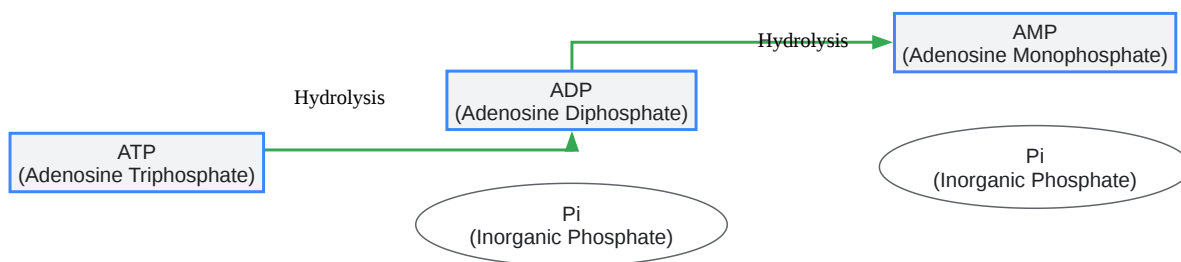 ATP
(Adenosine Triphosphate)
Hydrolysis
ADP
(Adenosine Diphosphate)
Pi
(Inorganic Phosphate)
Hydrolysis
AMP
(Adenosine Monophosphate)
Pi
(Inorganic Phosphate)